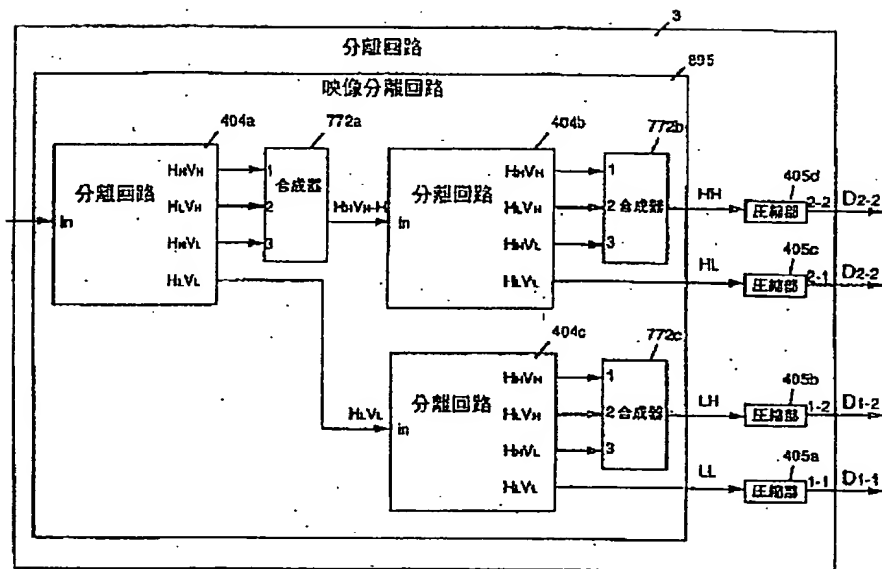 3
分離回路
895
映像分離回路
404a
772a
404b
772b
分離回路
in
HHVH
HLVH
HHVL
HLVL
1
2
3
合成器
HHVH-H
分離回路
in
HHVH
HLVH
HHVL
HLVL
1
2
3
合成器
HH
405d
圧縮部
2-2
D2-2
HL
405c
圧縮部
2-1
D2-2
404c
772c
HLVL
分離回路
in
HHVH
HLVH
HHVL
HLVL
1
2
3
合成器
LH
405b
圧縮部
1-2
D1-2
LL
405a
圧縮部
1-1
D1-1